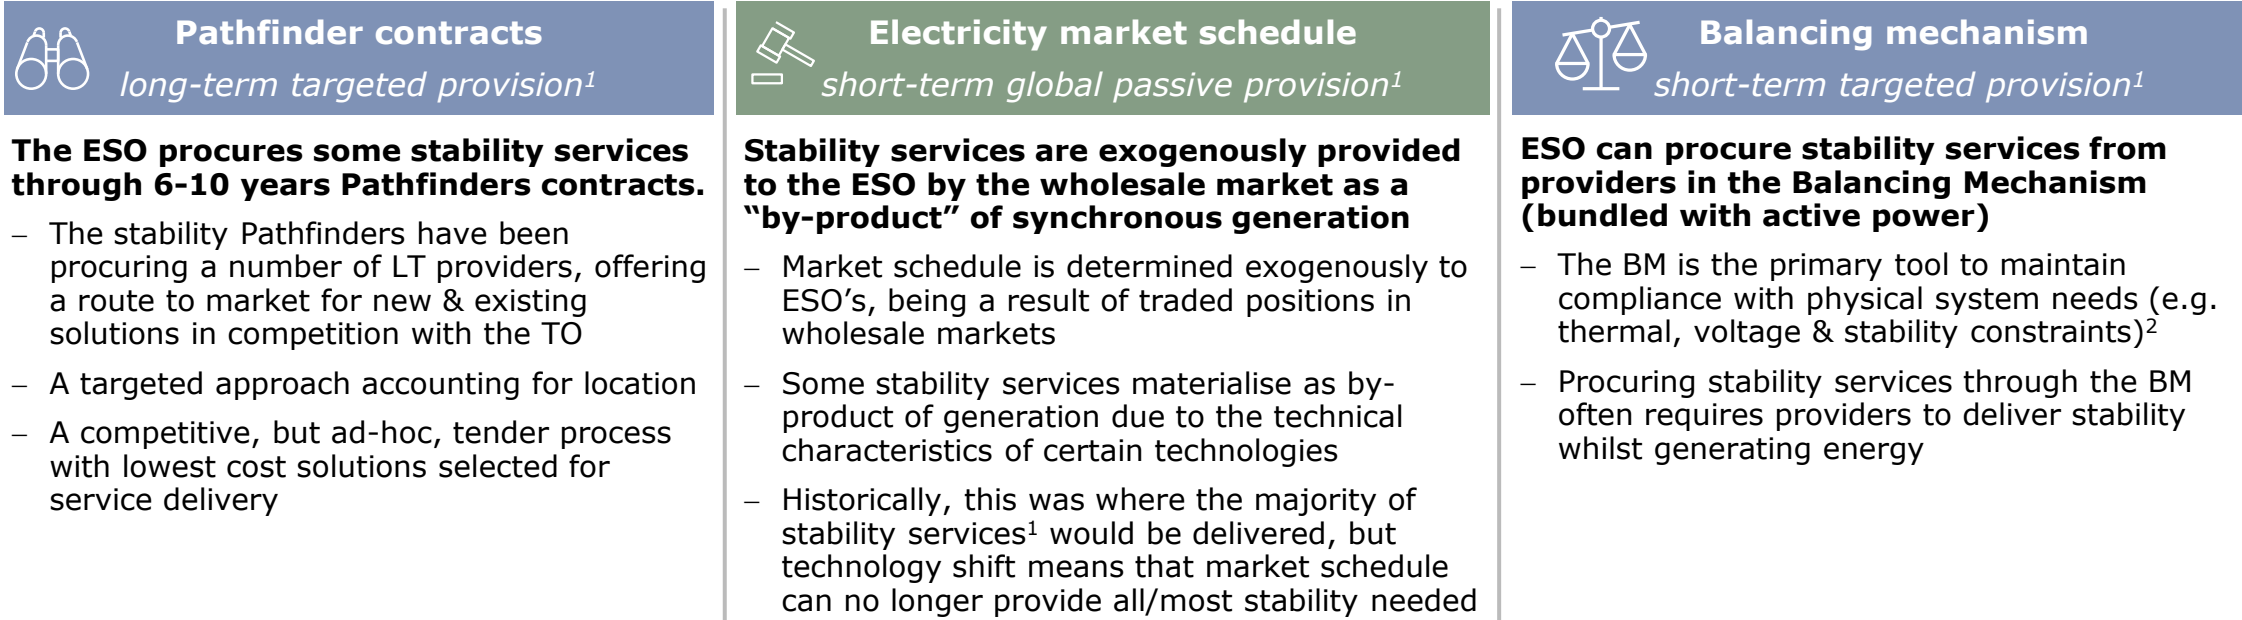 Pathfinder contracts
long-term targeted provision¹
The ESO procures some stability services
through 6-10 years Pathfinders contracts.
– The stability Pathfinders have been
procuring a number of LT providers, offering
a route to market for new & existing
solutions in competition with the TO
– A targeted approach accounting for location
– A competitive, but ad-hoc, tender process
with lowest cost solutions selected for
service delivery
Electricity market schedule
short-term global passive provision¹
Stability services are exogenously provided
to the ESO by the wholesale market as a
“by-product” of synchronous generation
– Market schedule is determined exogenously to
ESO’s, being a result of traded positions in
wholesale markets
– Some stability services materialise as by-
product of generation due to the technical
characteristics of certain technologies
– Historically, this was where the majority of
stability services¹ would be delivered, but
technology shift means that market schedule
can no longer provide all/most stability needed
Balancing mechanism
short-term targeted provision¹
ESO can procure stability services from
providers in the Balancing Mechanism
(bundled with active power)
– The BM is the primary tool to maintain
compliance with physical system needs (e.g.
thermal, voltage & stability constraints)²
– Procuring stability services through the BM
often requires providers to deliver stability
whilst generating energy